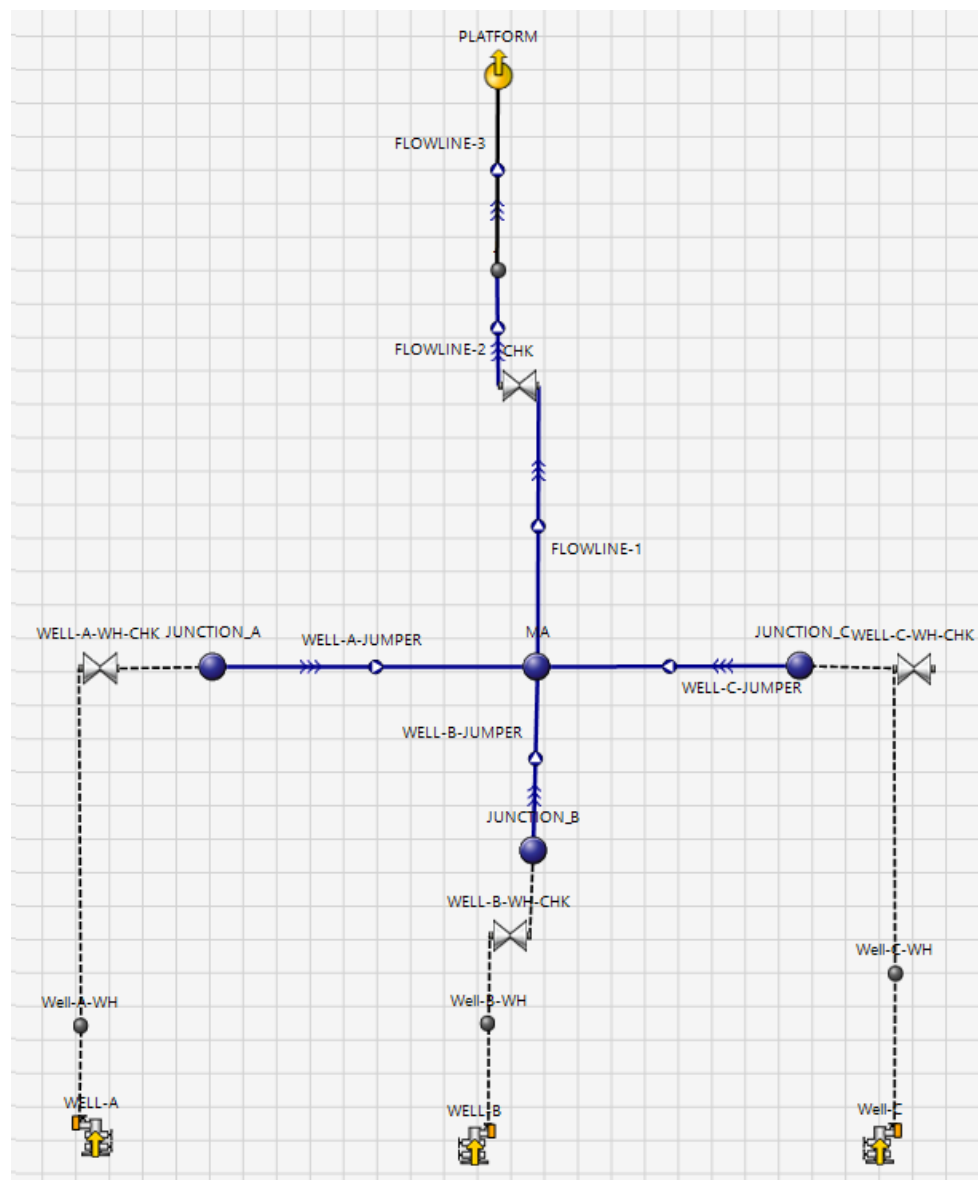 PLATFORM
FLOWLINE-3
FLOWLINE-2
CHK
FLOWLINE-1
WELL-A-WH-CHK
JUNCTION_A
WELL-A-JUMPER
MA
JUNCTION_C
WELL-C-WH-CHK
WELL-C-JUMPER
WELL-B-JUMPER
JUNCTION_B
WELL-B-WH-CHK
Well-C-WH
Well-A-WH
Well-B-WH
WELL-A
WELL-B
Well-C